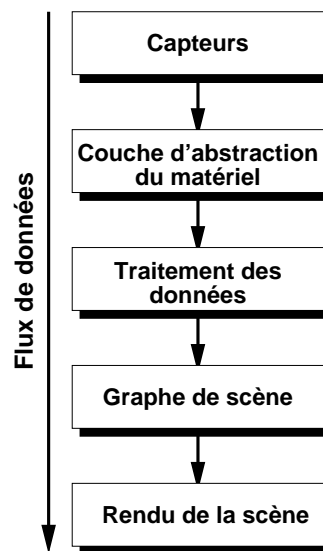 Capteurs
Couche d’abstraction
du matériel
Traitement des
données
Graphe de scène
Rendu de la scène
Flux de données